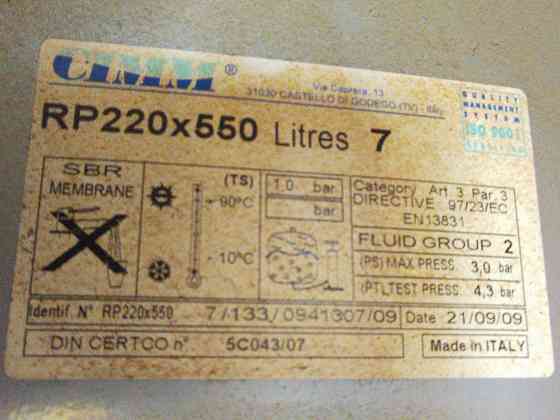 CIMM®
Via Caprera, 13
31030 CASTELLO DI GODEGO (TV) - Italy
QUALITY
MANAGEMENT
SYSTEM
ISO 9001
RP220x550 Litres 7
SBR
MEMBRANE
(TS)
+ 90ºC
- 10ºC
1,0 bar
bar
Category Art 3 Par. 3
DIRECTIVE 97/23/EC
EN13831
FLUID GROUP 2
(PS) MAX PRESS. 3,0 bar
(PT)TEST PRESS. 4,3 bar
Identif. N° RP220x550 7/133/0941307/09 Date 21/09/09
DIN CERTCO n° 5C043/07 Made in ITALY